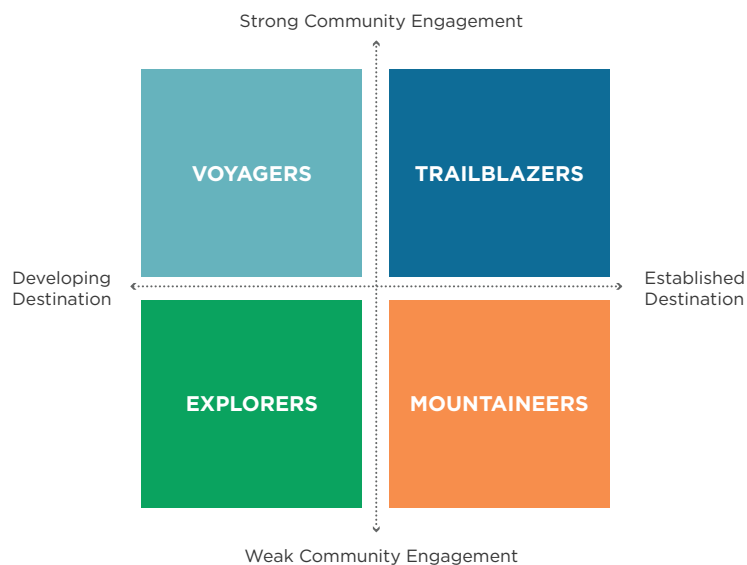 Strong Community Engagement
VOYAGERS
TRAILBLAZERS
Developing
Destination
Established
Destination
EXPLORERS
MOUNTAINEERS
Weak Community Engagement